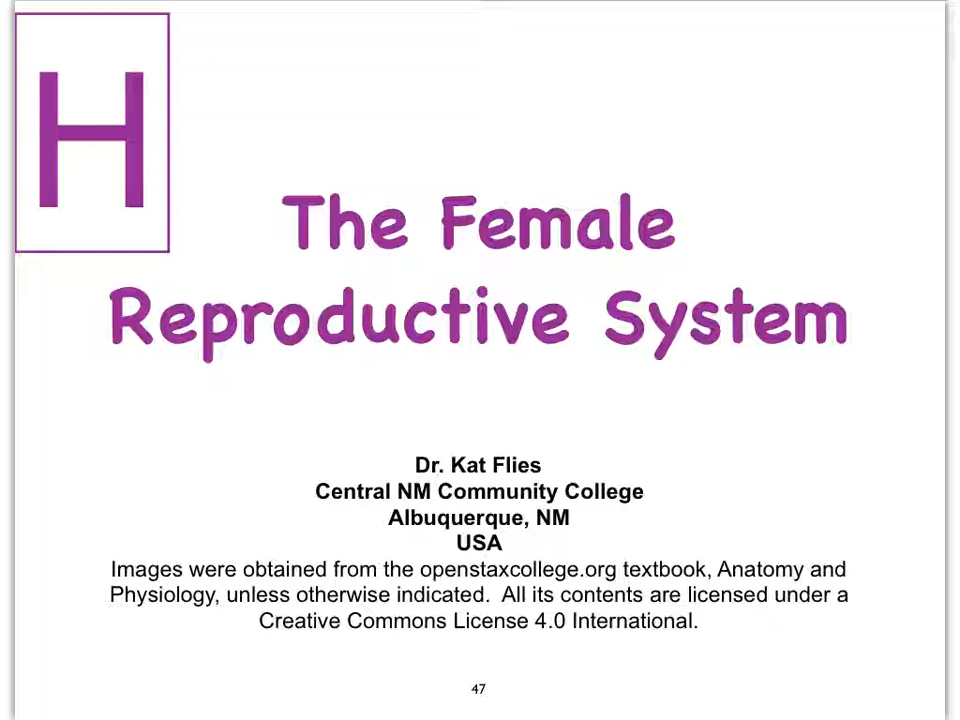 H
The Female
Reproductive System
Dr. Kat Flies
Central NM Community College
Albuquerque, NM
USA
Images were obtained from the openstaxcollege.org textbook, Anatomy and
Physiology, unless otherwise indicated.  All its contents are licensed under a
Creative Commons License 4.0 International.
47